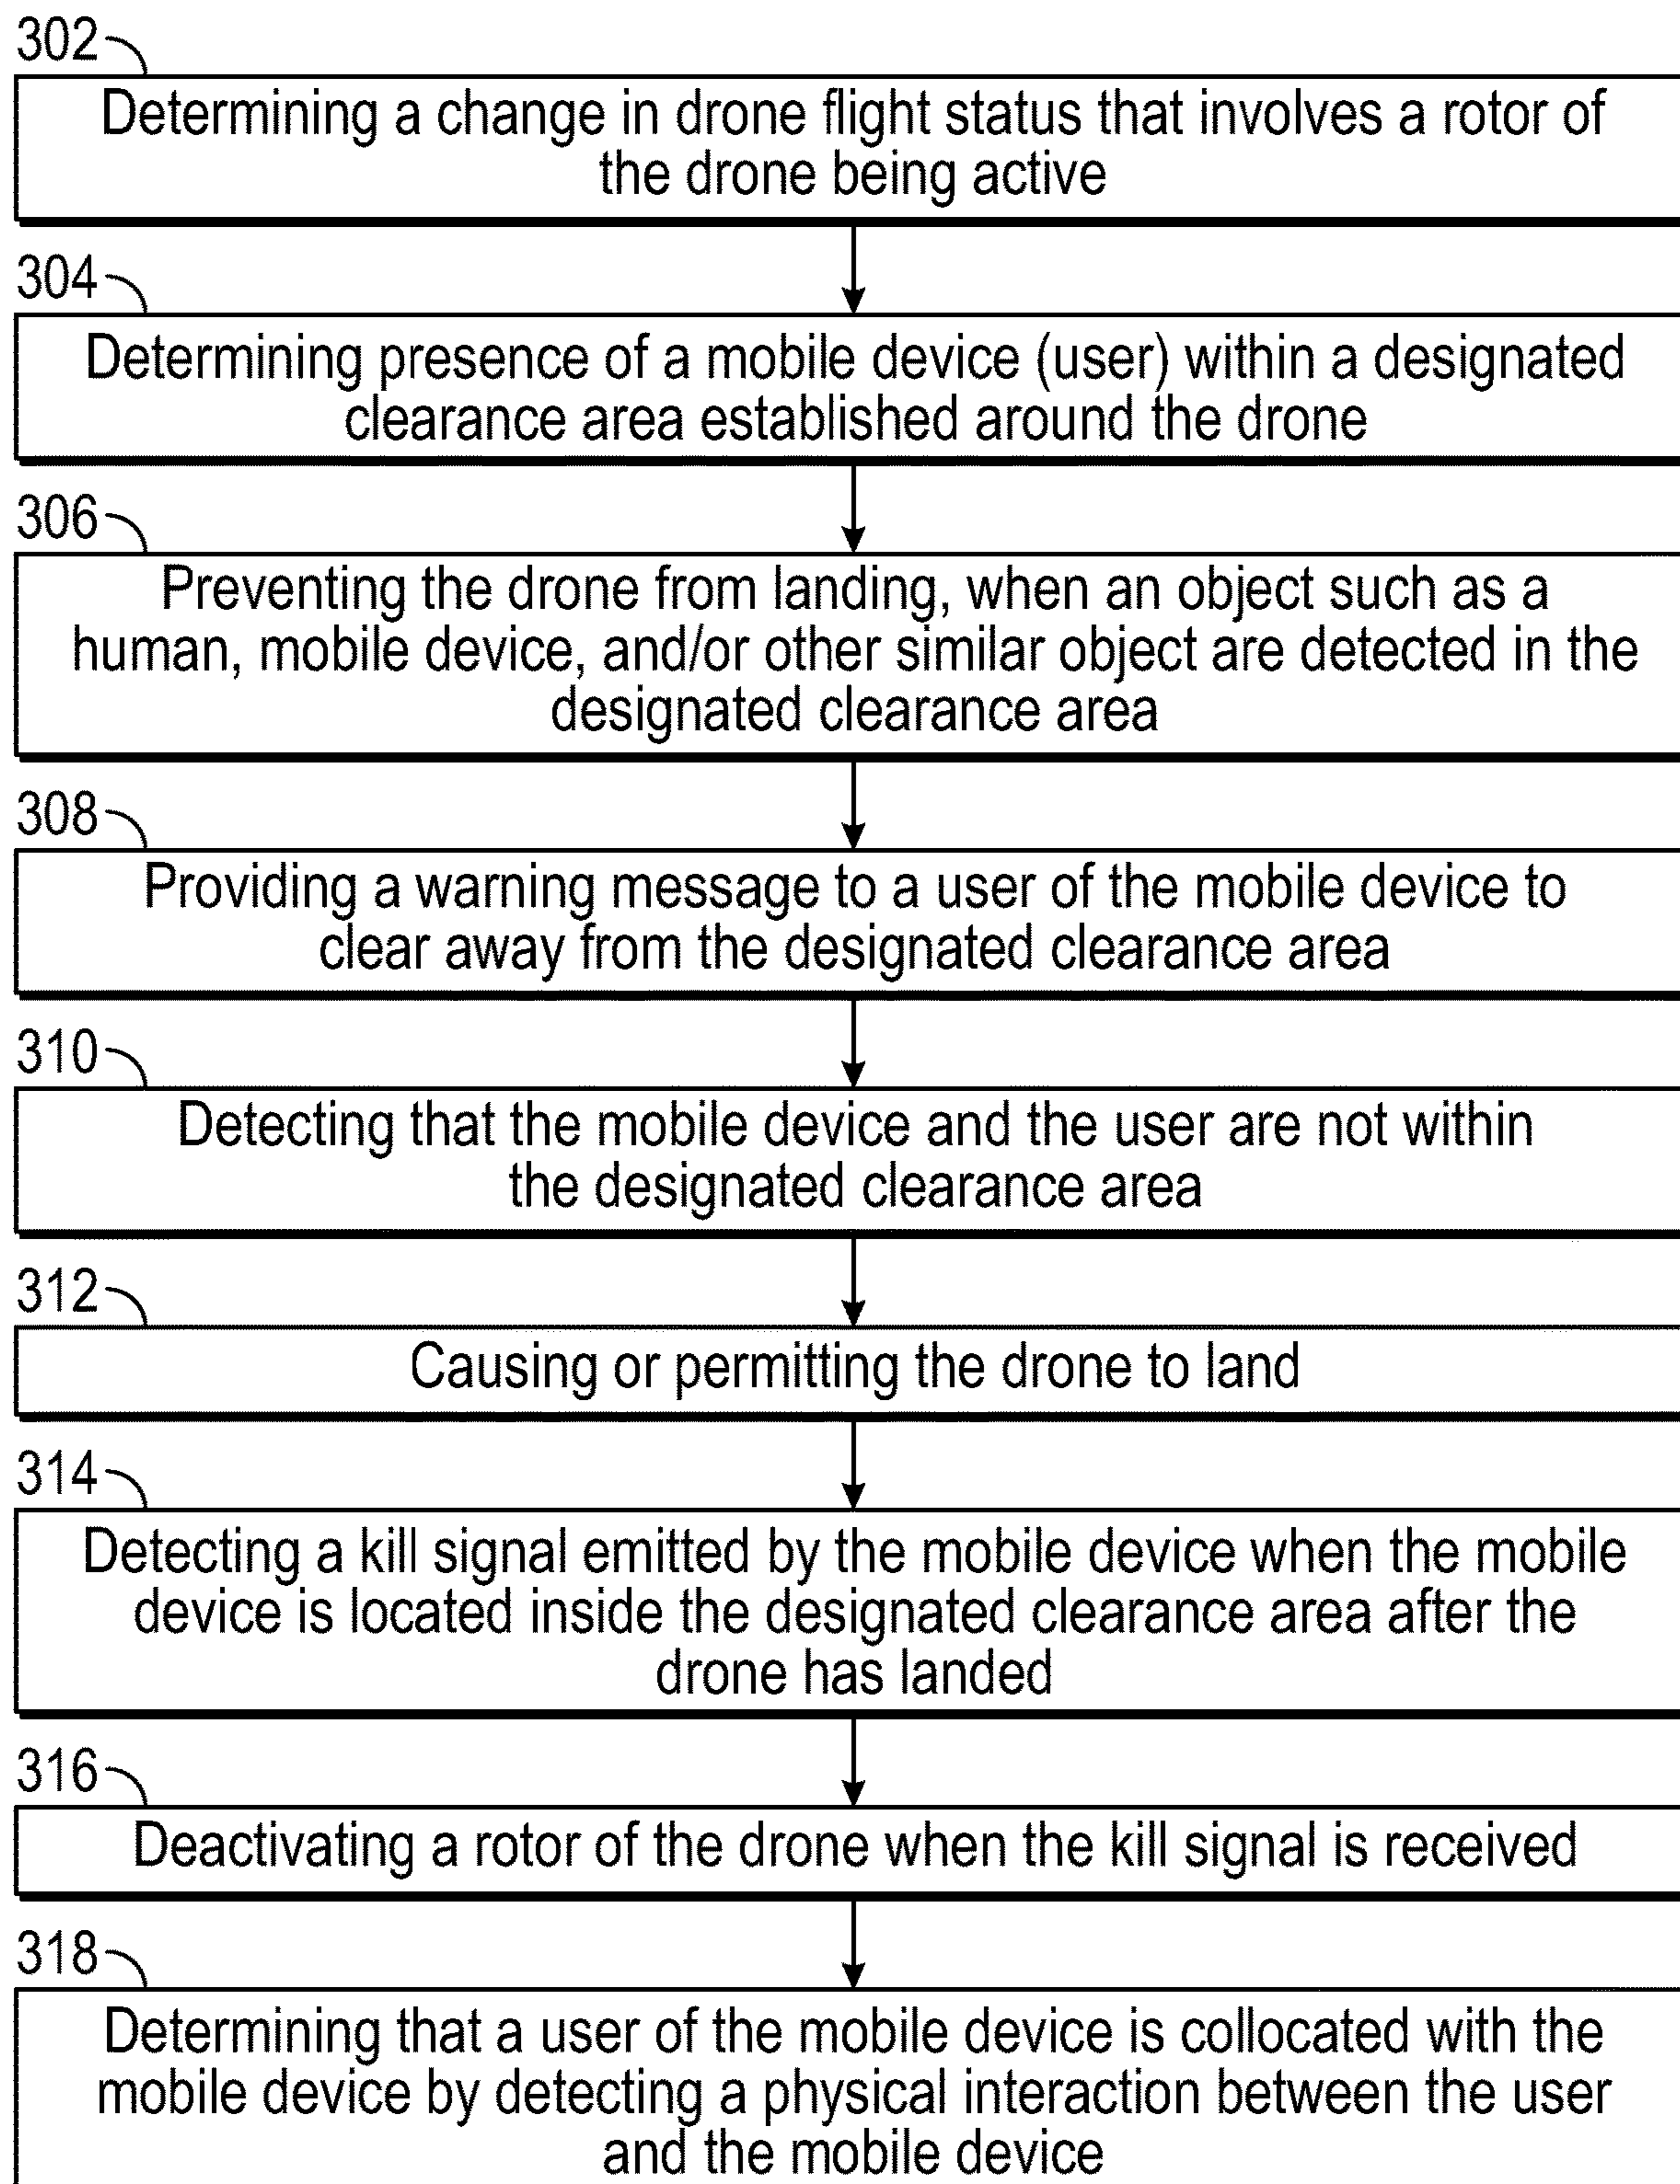 302
Determining a change in drone flight status that involves a rotor of
the drone being active
304
Determining presence of a mobile device (user) within a designated
clearance area established around the drone
306
Preventing the drone from landing, when an object such as a
human, mobile device, and/or other similar object are detected in the
designated clearance area
308
Providing a warning message to a user of the mobile device to
clear away from the designated clearance area
310
Detecting that the mobile device and the user are not within
the designated clearance area
312
Causing or permitting the drone to land
314
Detecting a kill signal emitted by the mobile device when the mobile
device is located inside the designated clearance area after the
drone has landed
316
Deactivating a rotor of the drone when the kill signal is received
318
Determining that a user of the mobile device is collocated with the
mobile device by detecting a physical interaction between the user
and the mobile device